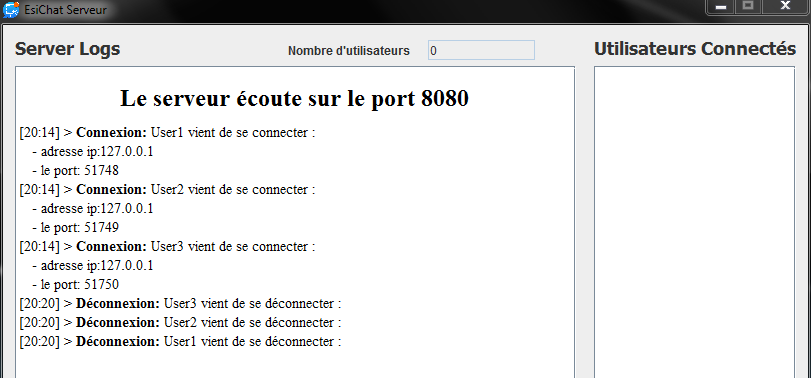 EsiChat Serveur
Server Logs
Nombre d'utilisateurs
0
Utilisateurs Connectés
Le serveur écoute sur le port 8080
[20:14] > Connexion: User1 vient de se connecter :
- adresse ip:127.0.0.1
- le port: 51748
[20:14] > Connexion: User2 vient de se connecter :
- adresse ip:127.0.0.1
- le port: 51749
[20:14] > Connexion: User3 vient de se connecter :
- adresse ip:127.0.0.1
- le port: 51750
[20:20] > Déconnexion: User3 vient de se déconnecter :
[20:20] > Déconnexion: User2 vient de se déconnecter :
[20:20] > Déconnexion: User1 vient de se déconnecter :